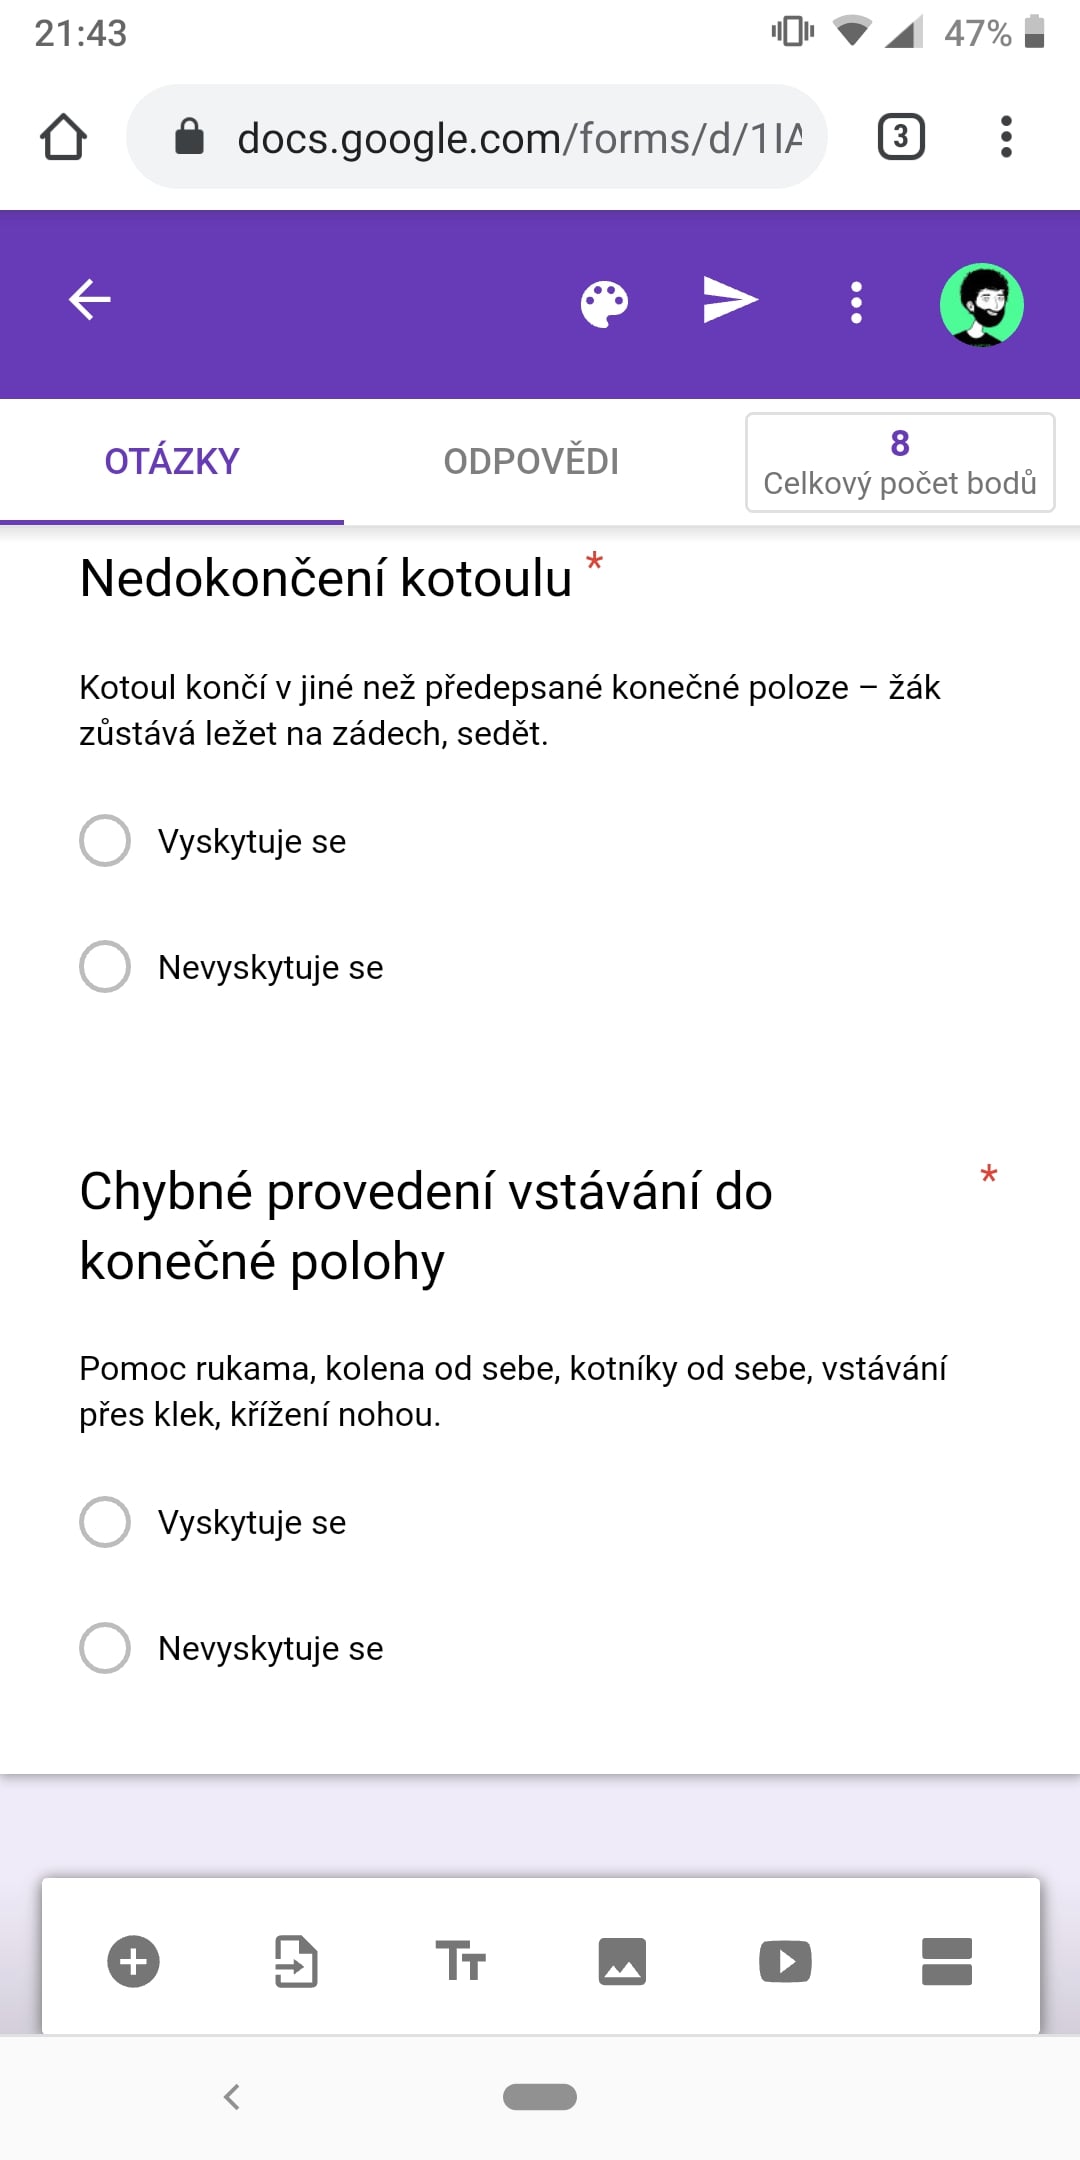 21:43
47%
docs.google.com/forms/d/1IA
3
OTÁZKY
ODPOVĚDI
8
Celkový počet bodů
Nedokončení kotoulu *
Kotoul končí v jiné než předepsané konečné poloze – žák
zůstává ležet na zádech, sedět.
Vyskytuje se
Nevyskytuje se
Chybné provedení vstávání do *
konečné polohy
Pomoc rukama, kolena od sebe, kotníky od sebe, vstávání
přes klek, křížení nohou.
Vyskytuje se
Nevyskytuje se
Tт